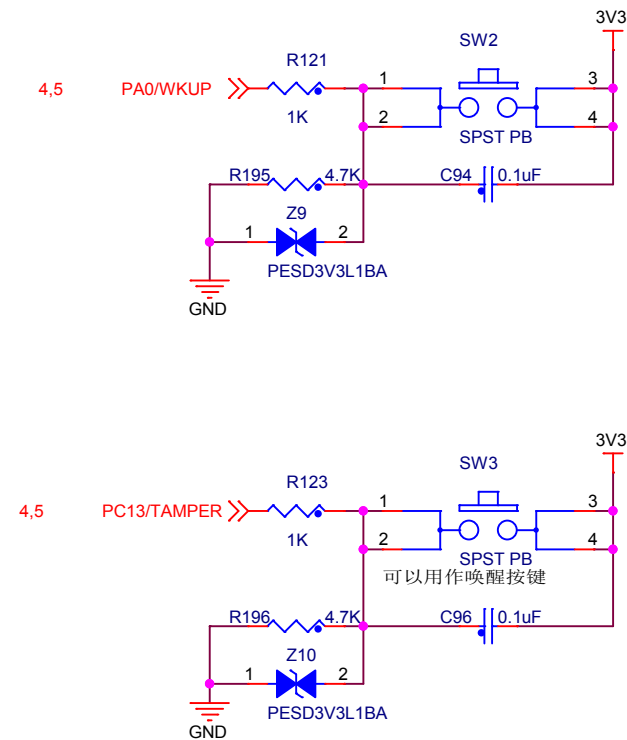 3V3
SW2
R121
1 3
4,5 PA0/WKUP
1K 2 4
SPST PB
R195 4.7K C94 0.1uF
Z9
1 2
PESD3V3L1BA
GND
3V3
SW3
R123
1 3
4,5 PC13/TAMPER
1K 2 4
SPST PB
可以用作唤醒按键
R196 4.7K C96 0.1uF
Z10
1 2
PESD3V3L1BA
GND